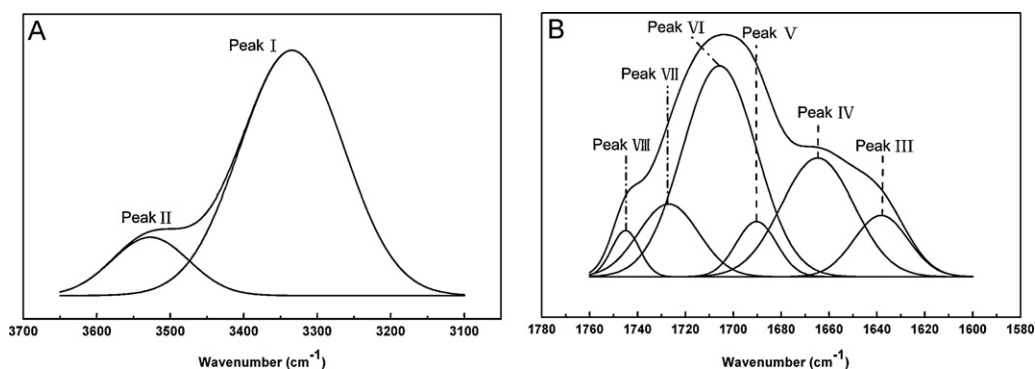 A
Peak I
Peak II
3700 3600 3500 3400 3300 3200 3100
Wavenumber (cm⁻¹)
B
Peak VI
Peak V
Peak VII
Peak IV
Peak VIII
Peak III
1780 1760 1740 1720 1700 1680 1660 1640 1620 1600 1580
Wavenumber (cm⁻¹)